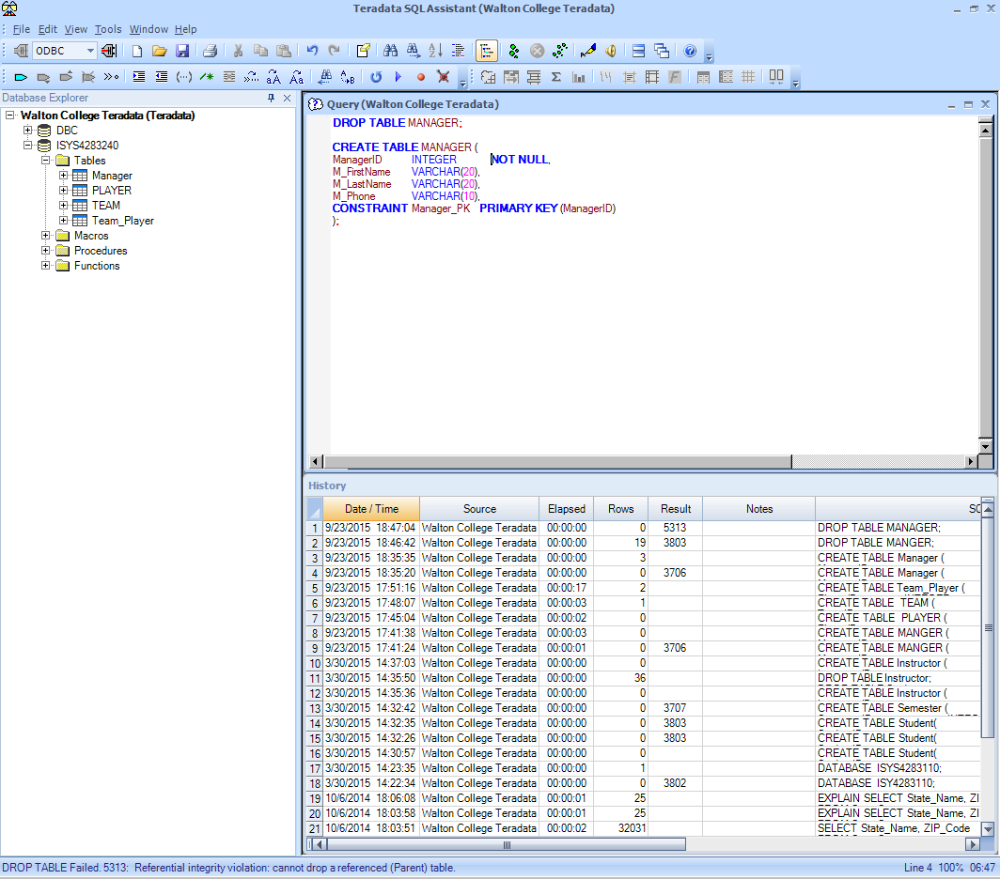 Teradata SQL Assistant (Walton College Teradata)
File Edit View Tools Window Help
ODBC
Database Explorer
Walton College Teradata (Teradata)
DBC
ISYS4283240
Tables
Manager
PLAYER
TEAM
Team_Player
Macros
Procedures
Functions
Query (Walton College Teradata)
DROP TABLE MANAGER;
CREATE TABLE MANAGER (
ManagerID INTEGER NOT NULL,
M_FirstName VARCHAR(20),
M_LastName VARCHAR(20),
M_Phone VARCHAR(10),
CONSTRAINT Manager_PK PRIMARY KEY (ManagerID)
);
History
Date / Time Source Elapsed Rows Result Notes SQ
1 9/23/2015 18:47:04 Walton College Teradata 00:00:00 0 5313 DROP TABLE MANAGER;
2 9/23/2015 18:46:42 Walton College Teradata 00:00:00 19 3803 DROP TABLE MANGER;
3 9/23/2015 18:35:35 Walton College Teradata 00:00:00 3 CREATE TABLE Manager (
4 9/23/2015 18:35:20 Walton College Teradata 00:00:00 0 3706 CREATE TABLE Manager (
5 9/23/2015 17:51:16 Walton College Teradata 00:00:17 2 CREATE TABLE Team_Player (
6 9/23/2015 17:48:07 Walton College Teradata 00:00:03 1 CREATE TABLE TEAM (
7 9/23/2015 17:45:04 Walton College Teradata 00:00:02 0 CREATE TABLE PLAYER (
8 9/23/2015 17:41:38 Walton College Teradata 00:00:03 0 CREATE TABLE MANGER (
9 9/23/2015 17:41:24 Walton College Teradata 00:00:01 0 3706 CREATE TABLE MANGER (
10 3/30/2015 14:37:03 Walton College Teradata 00:00:00 0 CREATE TABLE Instructor (
11 3/30/2015 14:35:50 Walton College Teradata 00:00:00 36 DROP TABLE Instructor;
12 3/30/2015 14:35:36 Walton College Teradata 00:00:00 0 CREATE TABLE Instructor (
13 3/30/2015 14:32:42 Walton College Teradata 00:00:00 0 3707 CREATE TABLE Semester (
14 3/30/2015 14:32:35 Walton College Teradata 00:00:00 0 3803 CREATE TABLE Student(
15 3/30/2015 14:32:26 Walton College Teradata 00:00:00 0 3803 CREATE TABLE Student(
16 3/30/2015 14:30:57 Walton College Teradata 00:00:00 0 CREATE TABLE Student(
17 3/30/2015 14:23:35 Walton College Teradata 00:00:00 1 DATABASE ISYS4283110;
18 3/30/2015 14:22:34 Walton College Teradata 00:00:00 0 3802 DATABASE ISY4283110;
19 10/6/2014 18:06:08 Walton College Teradata 00:00:01 25 EXPLAIN SELECT State_Name, ZI
20 10/6/2014 18:03:58 Walton College Teradata 00:00:01 25 EXPLAIN SELECT State_Name, ZI
21 10/6/2014 18:03:51 Walton College Teradata 00:00:02 32031 SELECT State_Name, ZIP_Code
DROP TABLE Failed. 5313: Referential integrity violation: cannot drop a referenced (Parent) table. Line 4 100% 06:47